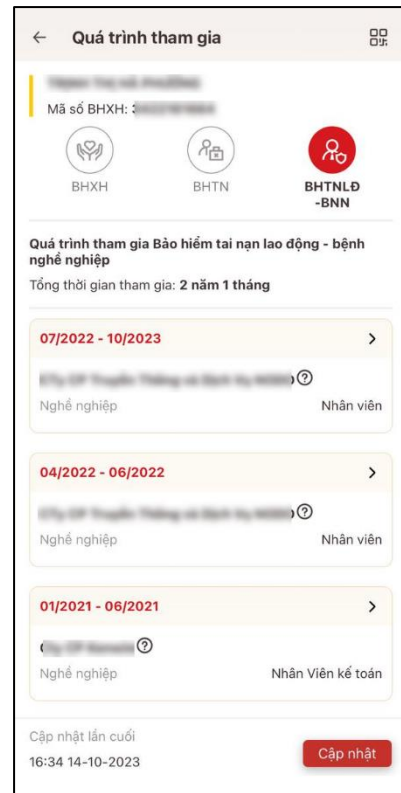 Quá trình tham gia
Mã số BHXH:
BHXH
BHTN
BHTNLĐ
-BNN
Quá trình tham gia Bảo hiểm tai nạn lao động - bệnh
nghề nghiệp
Tổng thời gian tham gia: 2 năm 1 tháng
07/2022 - 10/2023
Nghề nghiệp Nhân viên
04/2022 - 06/2022
Nghề nghiệp Nhân viên
01/2021 - 06/2021
Nghề nghiệp Nhân Viên kế toán
Cập nhật lần cuối
16:34 14-10-2023
Cập nhật